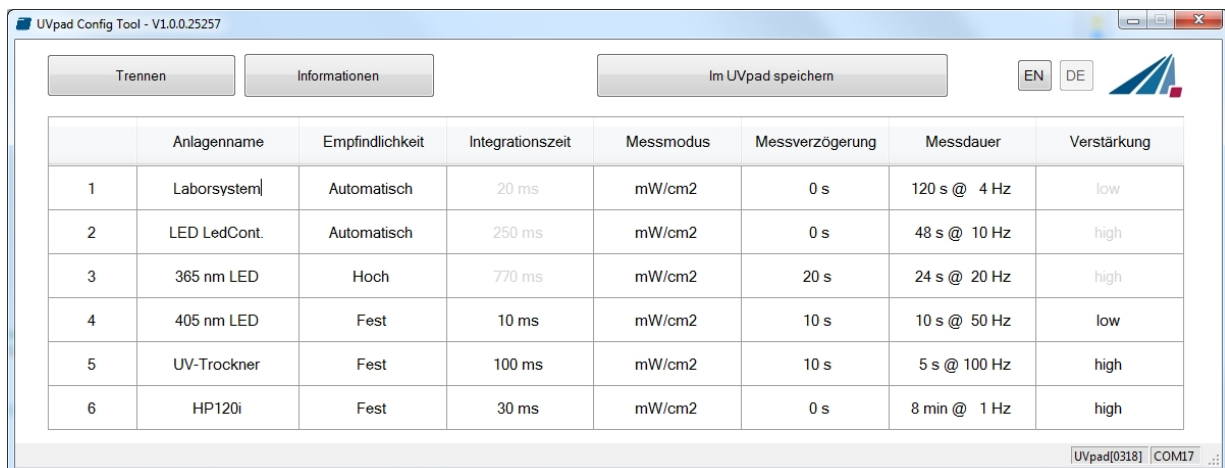 UVpad Config Tool - V1.0.0.25257
Trennen Informationen Im UVpad speichern EN DE
Anlagenname Empfindlichkeit Integrationszeit Messmodus Messverzögerung Messdauer Verstärkung
1 Laborsystem Automatisch 20 ms mW/cm2 0 s 120 s @ 4 Hz low
2 LED LedCont. Automatisch 250 ms mW/cm2 0 s 48 s @ 10 Hz high
3 365 nm LED Hoch 770 ms mW/cm2 20 s 24 s @ 20 Hz high
4 405 nm LED Fest 10 ms mW/cm2 10 s 10 s @ 50 Hz low
5 UV-Trockner Fest 100 ms mW/cm2 10 s 5 s @ 100 Hz high
6 HP120i Fest 30 ms mW/cm2 0 s 8 min @ 1 Hz high
UVpad[0318] COM17